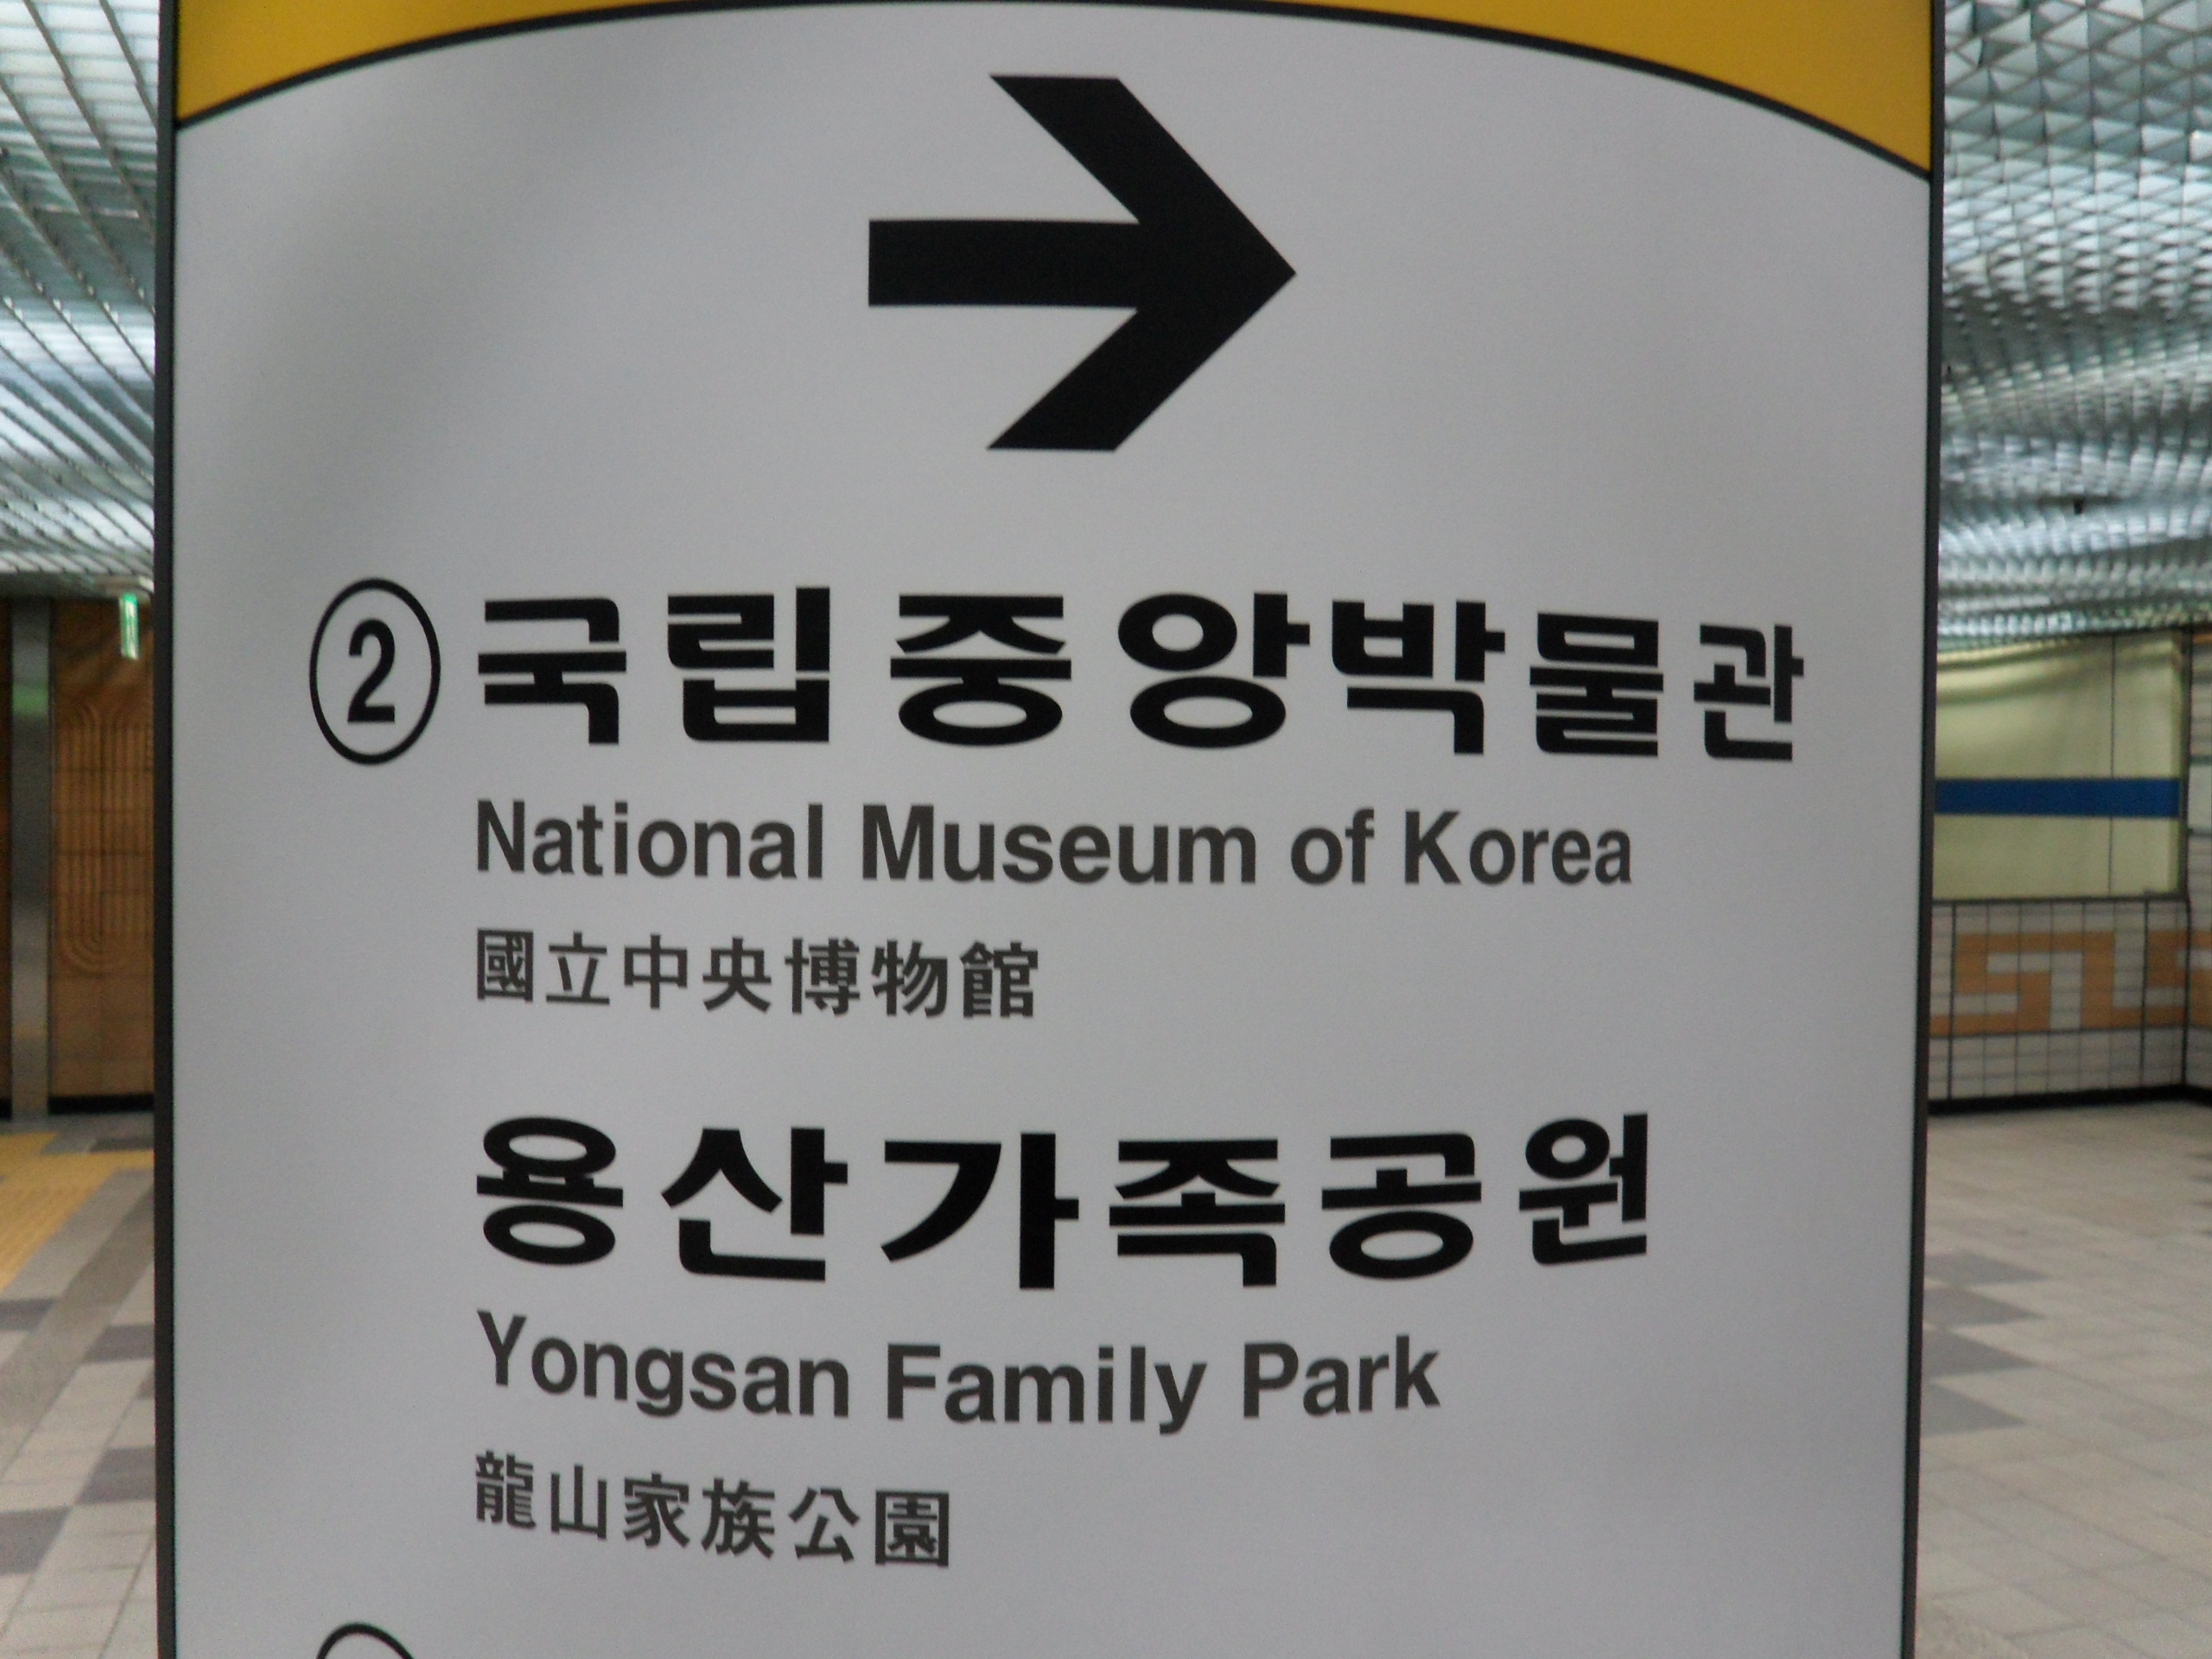 →
② 국립중앙박물관
National Museum of Korea
國立中央博物館
용산가족공원
Yongsan Family Park
龍山家族公園